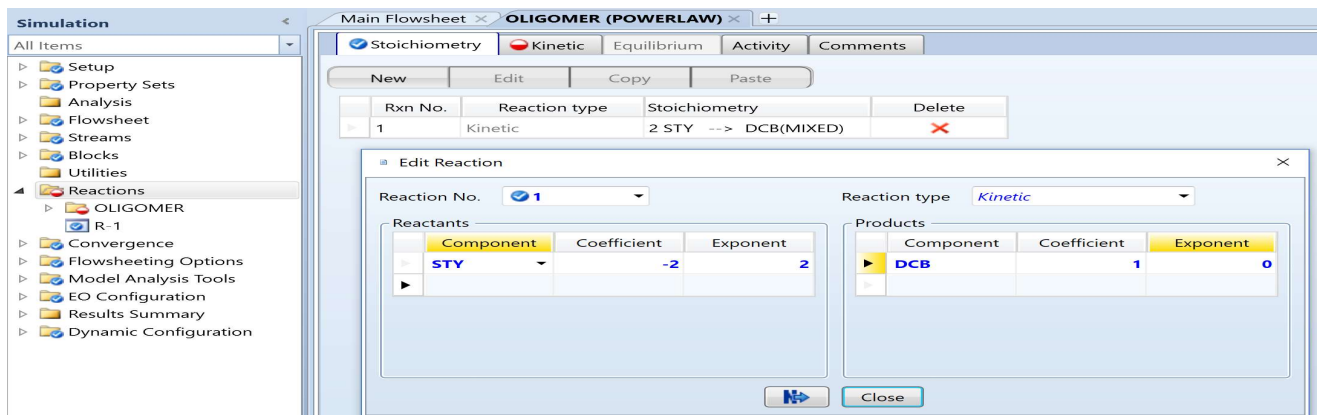 Simulation
All Items
Setup
Property Sets
Analysis
Flowsheet
Streams
Blocks
Utilities
Reactions
OLIGOMER
R-1
Convergence
Flowsheeting Options
Model Analysis Tools
EO Configuration
Results Summary
Dynamic Configuration
Main Flowsheet OLIGOMER (POWERLAW) +
Stoichiometry Kinetic Equilibrium Activity Comments
New Edit Copy Paste
Rxn No. Reaction type Stoichiometry Delete
1 Kinetic 2 STY --> DCB(MIXED)
Edit Reaction
Reaction No. 1 Reaction type Kinetic
Reactants Products
Component Coefficient Exponent Component Coefficient Exponent
STY -2 2 DCB 1 0
N Close